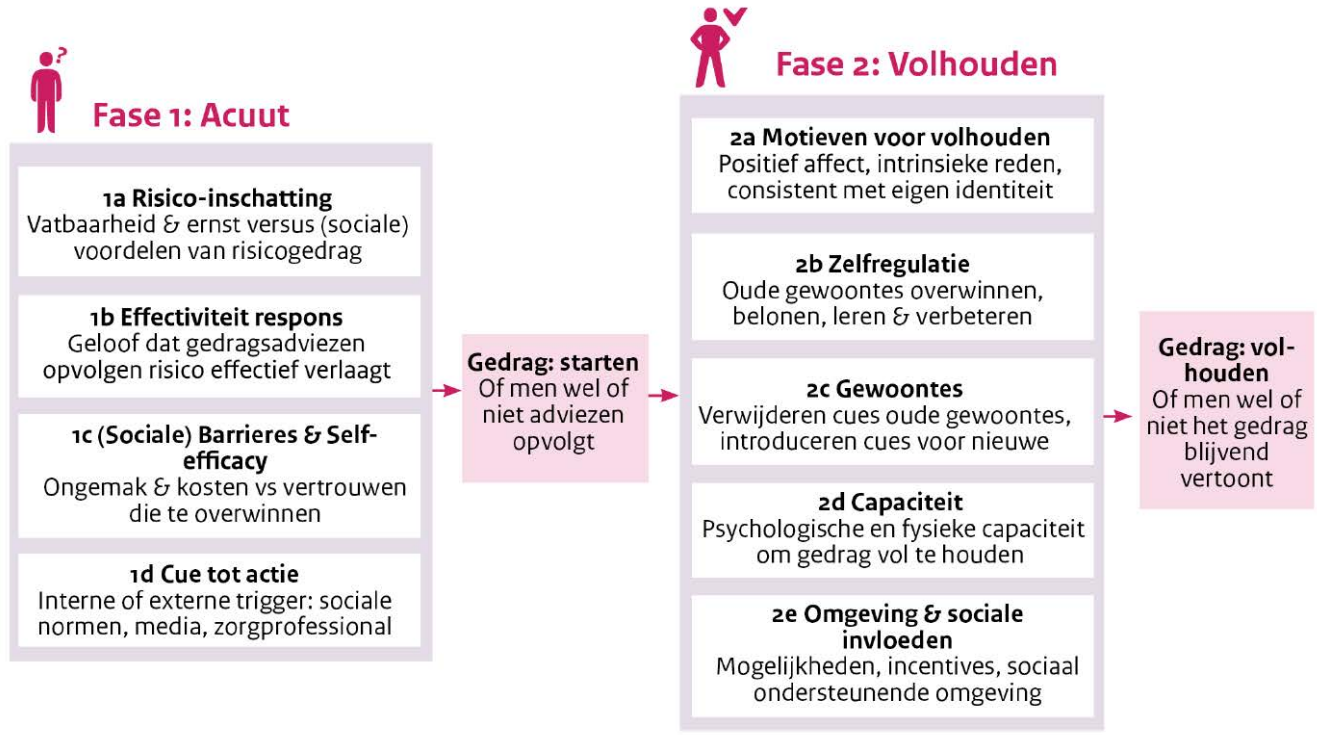 ?
Fase 1: Acuut
1a Risico-inschatting
Vatbaarheid & ernst versus (sociale)
voordelen van risicogedrag
1b Effectiviteit respons
Geloof dat gedragsadviezen
opvolgen risico effectief verlaagt
1c (Sociale) Barrieres & Self-
efficacy
Ongemak & kosten vs vertrouwen
die te overwinnen
1d Cue tot actie
Interne of externe trigger: sociale
normen, media, zorgprofessional
Gedrag: starten
Of men wel of
niet adviezen
opvolgt
Fase 2: Volhouden
2a Motieven voor volhouden
Positief affect, intrinsieke reden,
consistent met eigen identiteit
2b Zelfregulatie
Oude gewoontes overwinnen,
belonen, leren & verbeteren
2c Gewoontes
Verwijderen cues oude gewoontes,
introduceren cues voor nieuwe
2d Capaciteit
Psychologische en fysieke capaciteit
om gedrag vol te houden
2e Omgeving & sociale
invloeden
Mogelijkheden, incentives, sociaal
ondersteunende omgeving
Gedrag: vol-
houden
Of men wel of
niet het gedrag
blijvend
vertoont